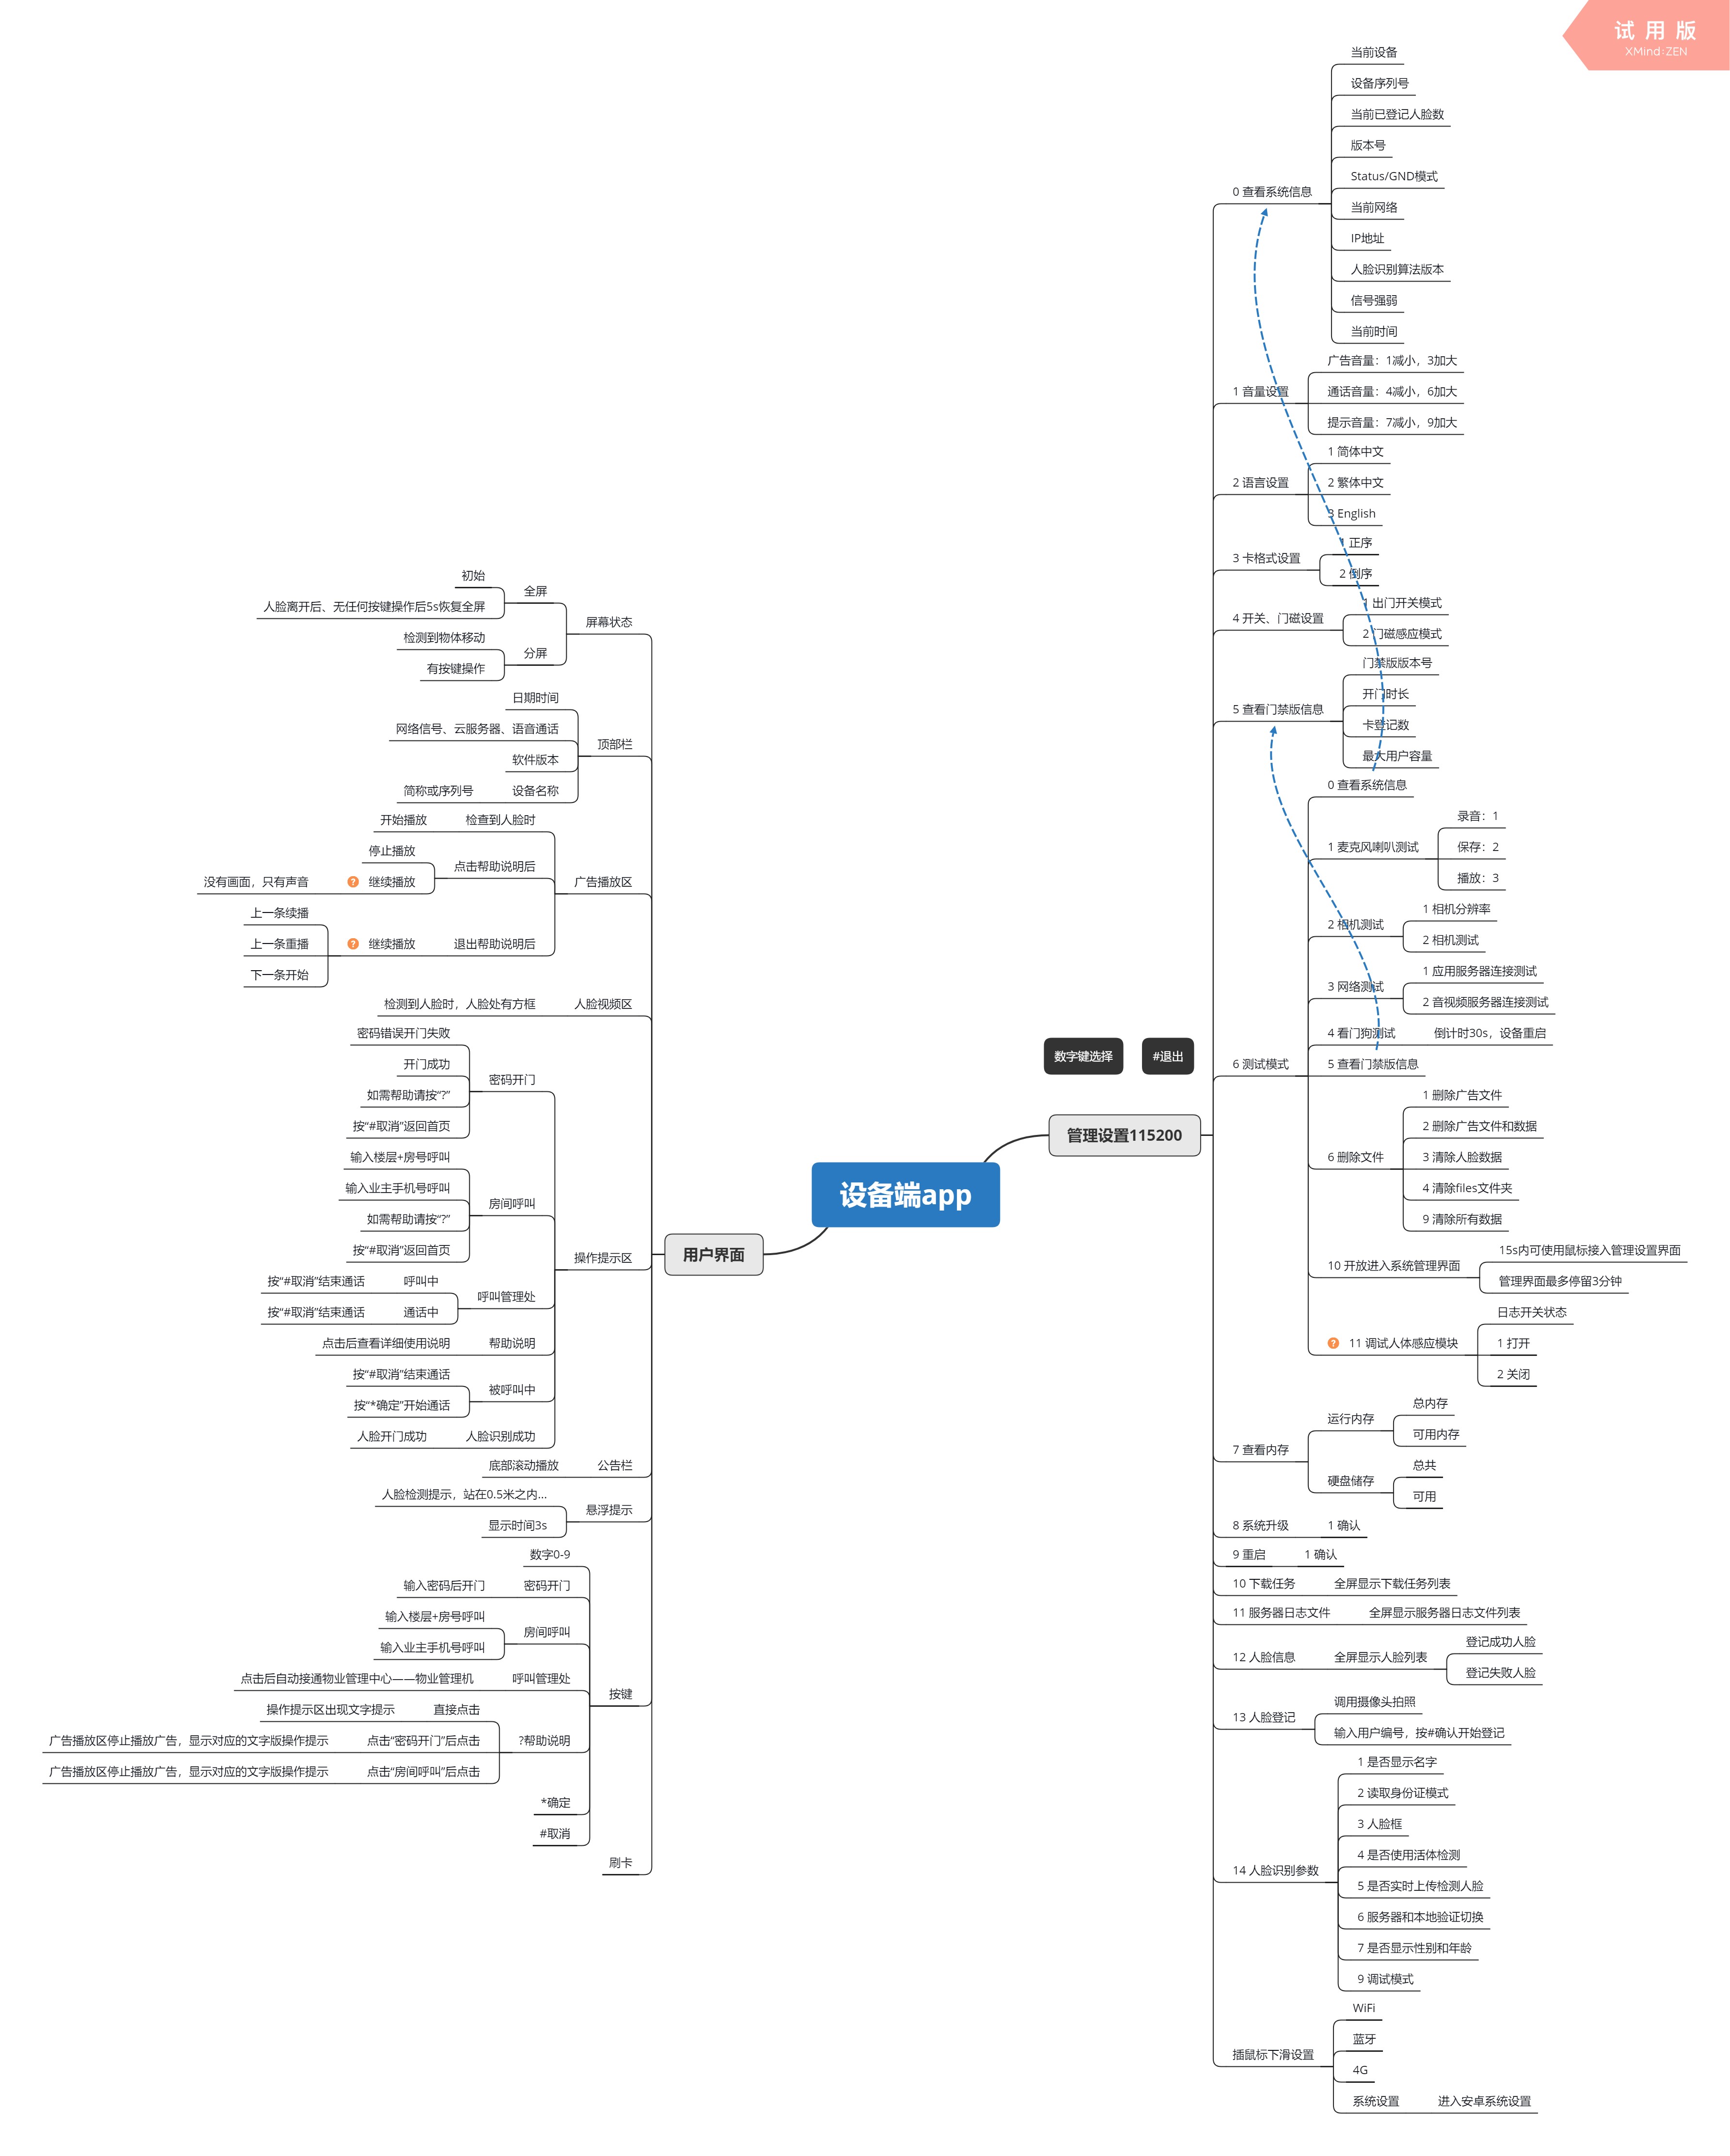 试 用 版
XMind:ZEN
设备端app
管理设置115200
数字键选择
#退出
0 查看系统信息
当前设备
设备序列号
当前已登记人脸数
版本号
Status/GND模式
当前网络
IP地址
人脸识别算法版本
信号强弱
当前时间
1 音量设置
广告音量：1减小，3加大
通话音量：4减小，6加大
提示音量：7减小，9加大
2 语言设置
1 简体中文
2 繁体中文
3 English
3 卡格式设置
1 正序
2 倒序
4 开关、门磁设置
1 出门开关模式
2 门磁感应模式
5 查看门禁版信息
门禁版版本号
开门时长
卡登记数
最大用户容量
6 测试模式
0 查看系统信息
1 麦克风喇叭测试
录音：1
保存：2
播放：3
2 相机测试
1 相机分辨率
2 相机测试
3 网络测试
1 应用服务器连接测试
2 音视频服务器连接测试
4 看门狗测试
倒计时30s，设备重启
5 查看门禁版信息
6 删除文件
1 删除广告文件
2 删除广告文件和数据
3 清除人脸数据
4 清除files文件夹
9 清除所有数据
10 开放进入系统管理界面
15s内可使用鼠标接入管理设置界面
管理界面最多停留3分钟
? 11 调试人体感应模块
日志开关状态
1 打开
2 关闭
7 查看内存
运行内存
总内存
可用内存
硬盘储存
总共
可用
8 系统升级
1 确认
9 重启
1 确认
10 下载任务
全屏显示下载任务列表
11 服务器日志文件
全屏显示服务器日志文件列表
12 人脸信息
全屏显示人脸列表
登记成功人脸
登记失败人脸
13 人脸登记
调用摄像头拍照
输入用户编号，按#确认开始登记
14 人脸识别参数
1 是否显示名字
2 读取身份证模式
3 人脸框
4 是否使用活体检测
5 是否实时上传检测人脸
6 服务器和本地验证切换
7 是否显示性别和年龄
9 调试模式
插鼠标下滑设置
WiFi
蓝牙
4G
系统设置
进入安卓系统设置
用户界面
屏幕状态
全屏
初始
人脸离开后、无任何按键操作后5s恢复全屏
分屏
检测到物体移动
有按键操作
顶部栏
日期时间
网络信号、云服务器、语音通话
软件版本
设备名称
简称或序列号
广告播放区
检查到人脸时
开始播放
点击帮助说明后
停止播放
? 继续播放
没有画面，只有声音
退出帮助说明后
? 继续播放
上一条续播
上一条重播
下一条开始
人脸视频区
检测到人脸时，人脸处有方框
操作提示区
密码开门
密码错误开门失败
开门成功
如需帮助请按“?”
按“#取消”返回首页
房间呼叫
输入楼层+房号呼叫
输入业主手机号呼叫
如需帮助请按“?”
按“#取消”返回首页
呼叫管理处
呼叫中
按“#取消”结束通话
通话中
按“#取消”结束通话
帮助说明
点击后查看详细使用说明
被呼叫中
按“#取消”结束通话
按“*确定”开始通话
人脸识别成功
人脸开门成功
公告栏
底部滚动播放
悬浮提示
人脸检测提示，站在0.5米之内...
显示时间3s
按键
数字0-9
密码开门
输入密码后开门
房间呼叫
输入楼层+房号呼叫
输入业主手机号呼叫
呼叫管理处
点击后自动接通物业管理中心——物业管理机
?帮助说明
直接点击
操作提示区出现文字提示
点击“密码开门”后点击
广告播放区停止播放广告，显示对应的文字版操作提示
点击“房间呼叫”后点击
广告播放区停止播放广告，显示对应的文字版操作提示
*确定
#取消
刷卡